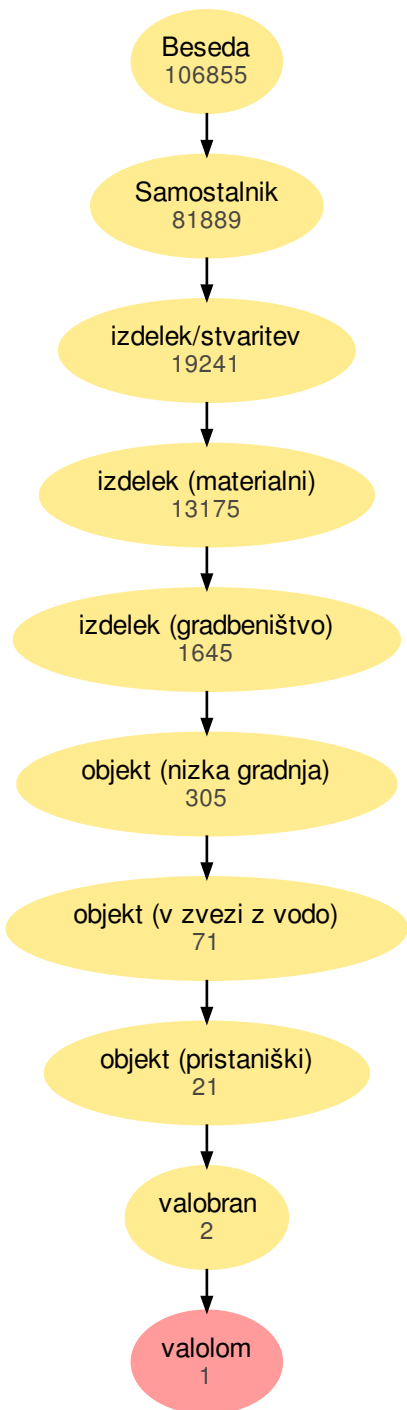 Beseda
106855
Samostalnik
81889
izdelek/stvaritev
19241
izdelek (materialni)
13175
izdelek (gradbeništvo)
1645
objekt (nizka gradnja)
305
objekt (v zvezi z vodo)
71
objekt (pristaniški)
21
valobran
2
valolom
1